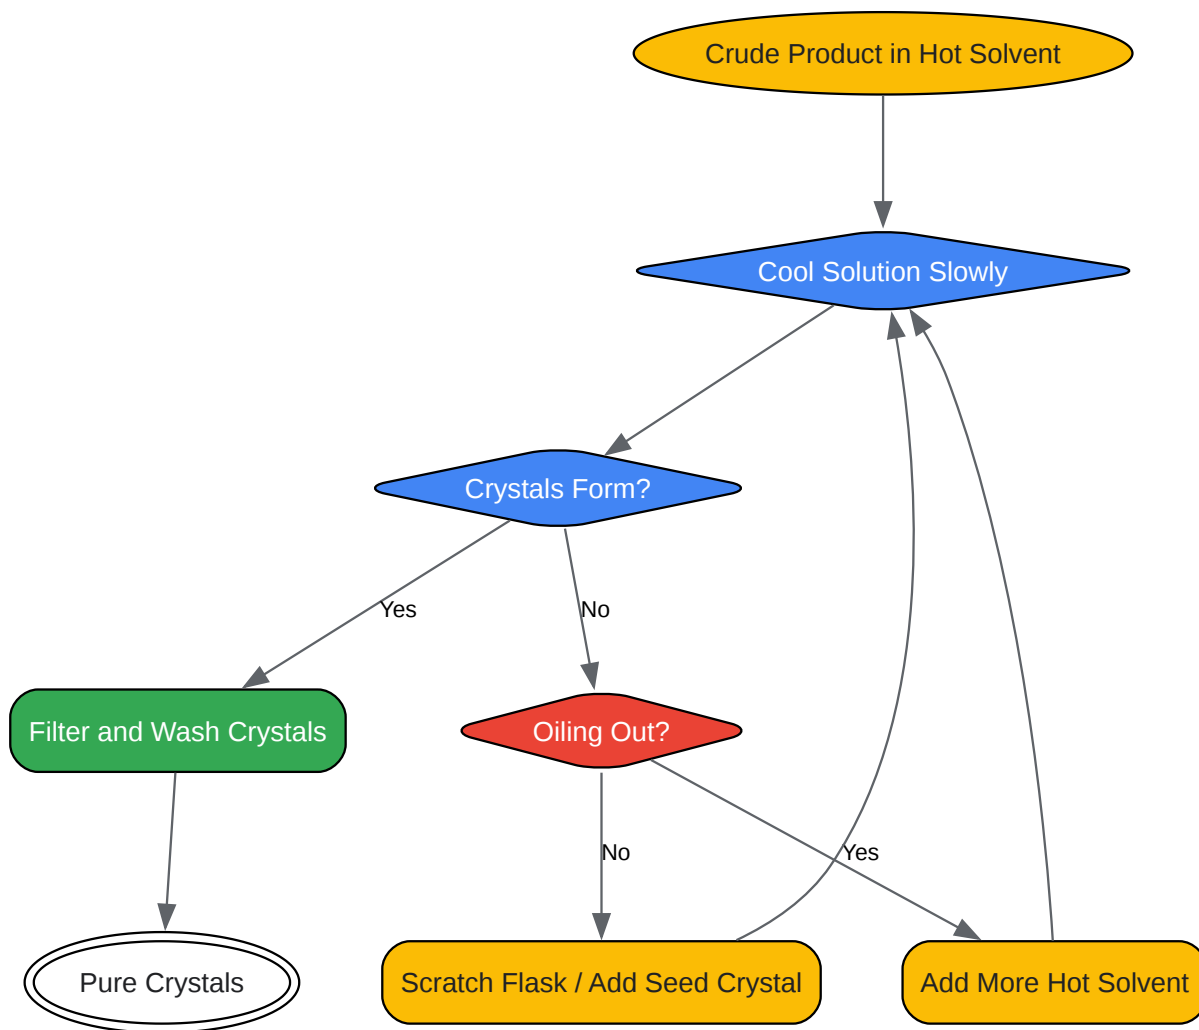 Crude Product in Hot Solvent
Cool Solution Slowly
Crystals Form?
Yes
No
Filter and Wash Crystals
Oiling Out?
No
Yes
Pure Crystals
Scratch Flask / Add Seed Crystal
Add More Hot Solvent